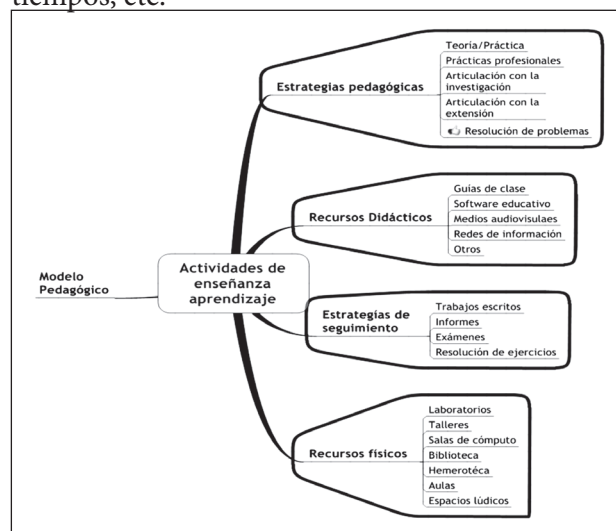 tiempos, etc.
Estrategias pedagógicas
Teoría/Práctica
Prácticas profesionales
Articulación con la
investigación
Articulación con la
extensión
Resolución de problemas
Recursos Didácticos
Guías de clase
Software educativo
Medios audiovisulaes
Redes de información
Otros
Modelo
Pedagógico
Actividades de
enseñanza
aprendizaje
Estrategías de
seguimiento
Trabajos escritos
Informes
Exámenes
Resolución de ejercicios
Recursos físicos
Laboratorios
Talleres
Salas de cómputo
Biblioteca
Hemerotéca
Aulas
Espacios lúdicos